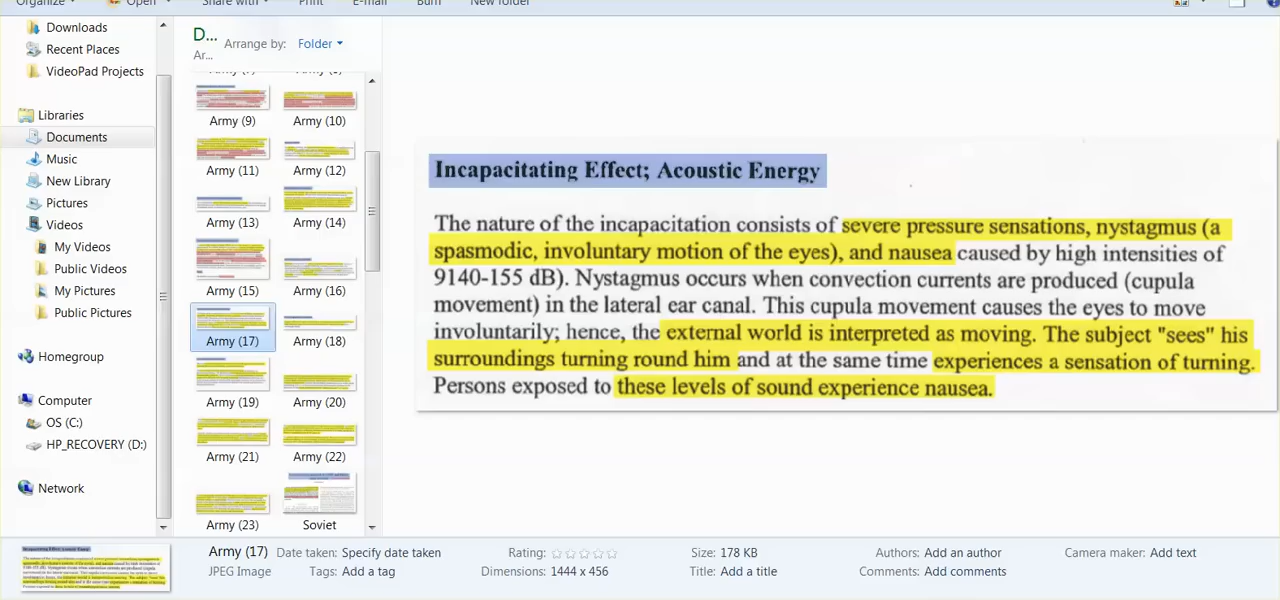 Organize
Open
Share with
Print
E-mail
Burn
New folder
Downloads
Recent Places
VideoPad Projects
Libraries
Documents
Music
New Library
Pictures
Videos
My Videos
Public Videos
My Pictures
Public Pictures
Homegroup
Computer
OS (C:)
HP_RECOVERY (D:)
Network
D...
Ar...
Arrange by: Folder
Army (9)
Army (10)
Army (11)
Army (12)
Army (13)
Army (14)
Army (15)
Army (16)
Army (17)
Army (18)
Army (19)
Army (20)
Army (21)
Army (22)
Army (23)
Soviet
Incapacitating Effect; Acoustic Energy
The nature of the incapacitation consists of severe pressure sensations, nystagmus (a
spasmodic, involuntary motion of the eyes), and nausea caused by high intensities of
9140-155 dB). Nystagmus occurs when convection currents are produced (cupula
movement) in the lateral ear canal. This cupula movement causes the eyes to move
involuntarily; hence, the external world is interpreted as moving. The subject "sees" his
surroundings turning round him and at the same time experiences a sensation of turning.
Persons exposed to these levels of sound experience nausea.
Army (17) Date taken: Specify date taken Rating: Size: 178 KB Authors: Add an author Camera maker: Add text
JPEG Image Tags: Add a tag Dimensions: 1444 x 456 Title: Add a title Comments: Add comments